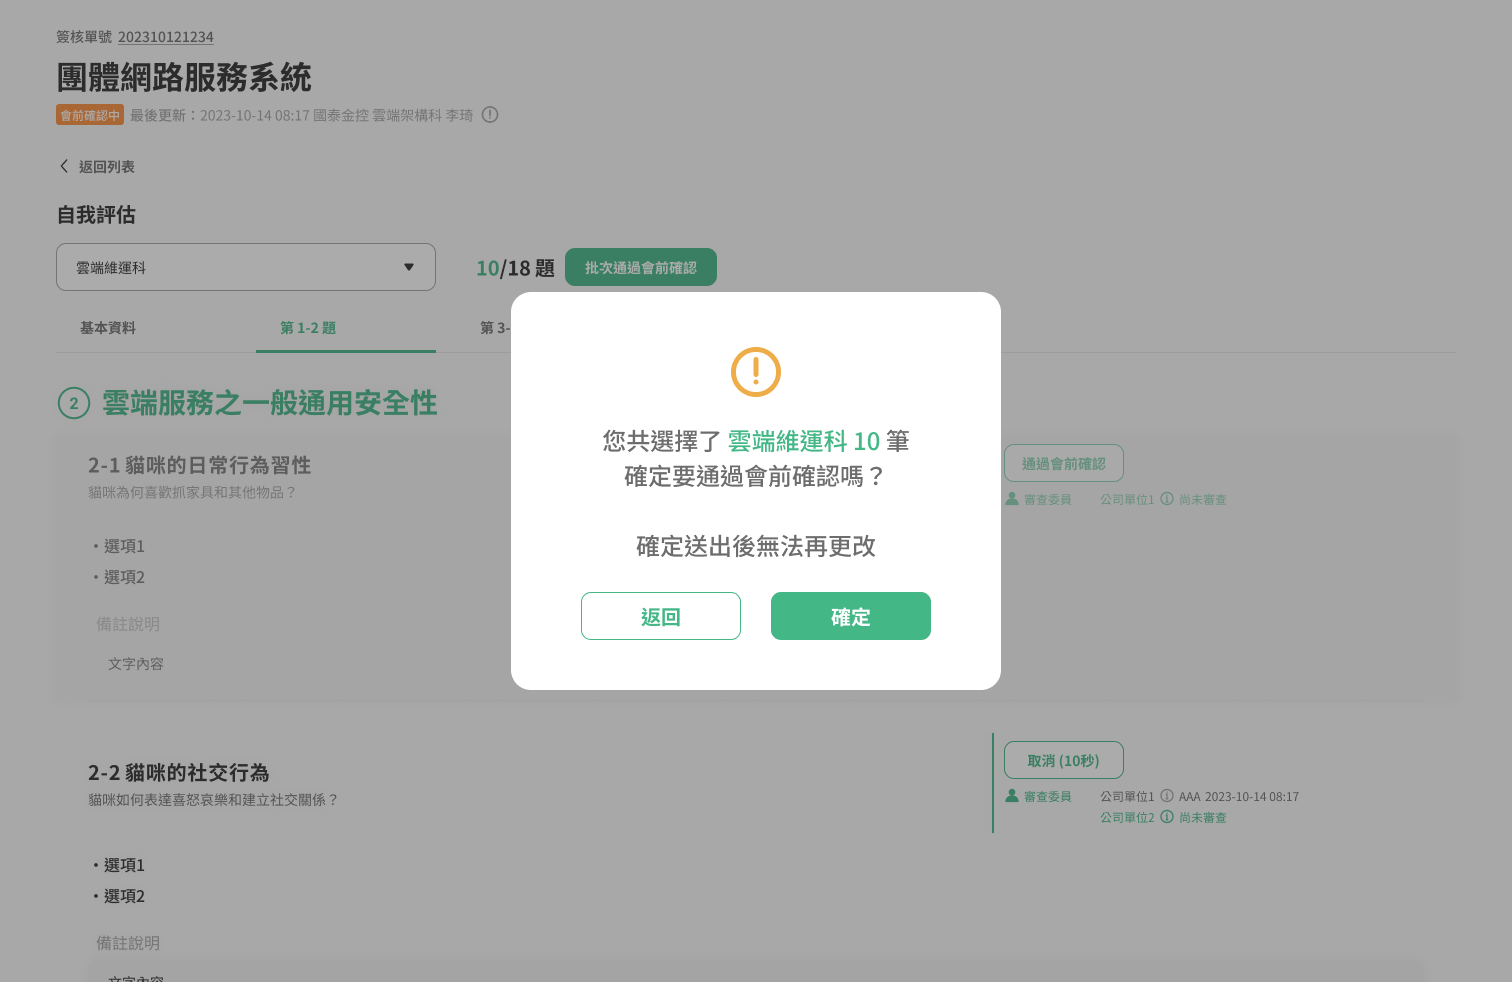 簽核單號 202310121234
團體網路服務系統
會前確認中 最後更新：2023-10-14 08:17 國泰金控 雲端架構科 李琦
返回列表
自我評估
雲端維運科
10/18 題 批次通過會前確認
基本資料 第 1-2 題 第 3-
2 雲端服務之一般通用安全性
2-1 貓咪的日常行為習性
貓咪為何喜歡抓家具和其他物品？
・選項1
・選項2
備註說明
文字內容
通過會前確認
審查委員 公司單位1 尚未審查
您共選擇了 雲端維運科 10 筆
確定要通過會前確認嗎？
確定送出後無法再更改
返回 確定
2-2 貓咪的社交行為
貓咪如何表達喜怒哀樂和建立社交關係？
取消 (10秒)
審查委員 公司單位1 AAA 2023-10-14 08:17
公司單位2 尚未審查
・選項1
・選項2
備註說明
文字內容